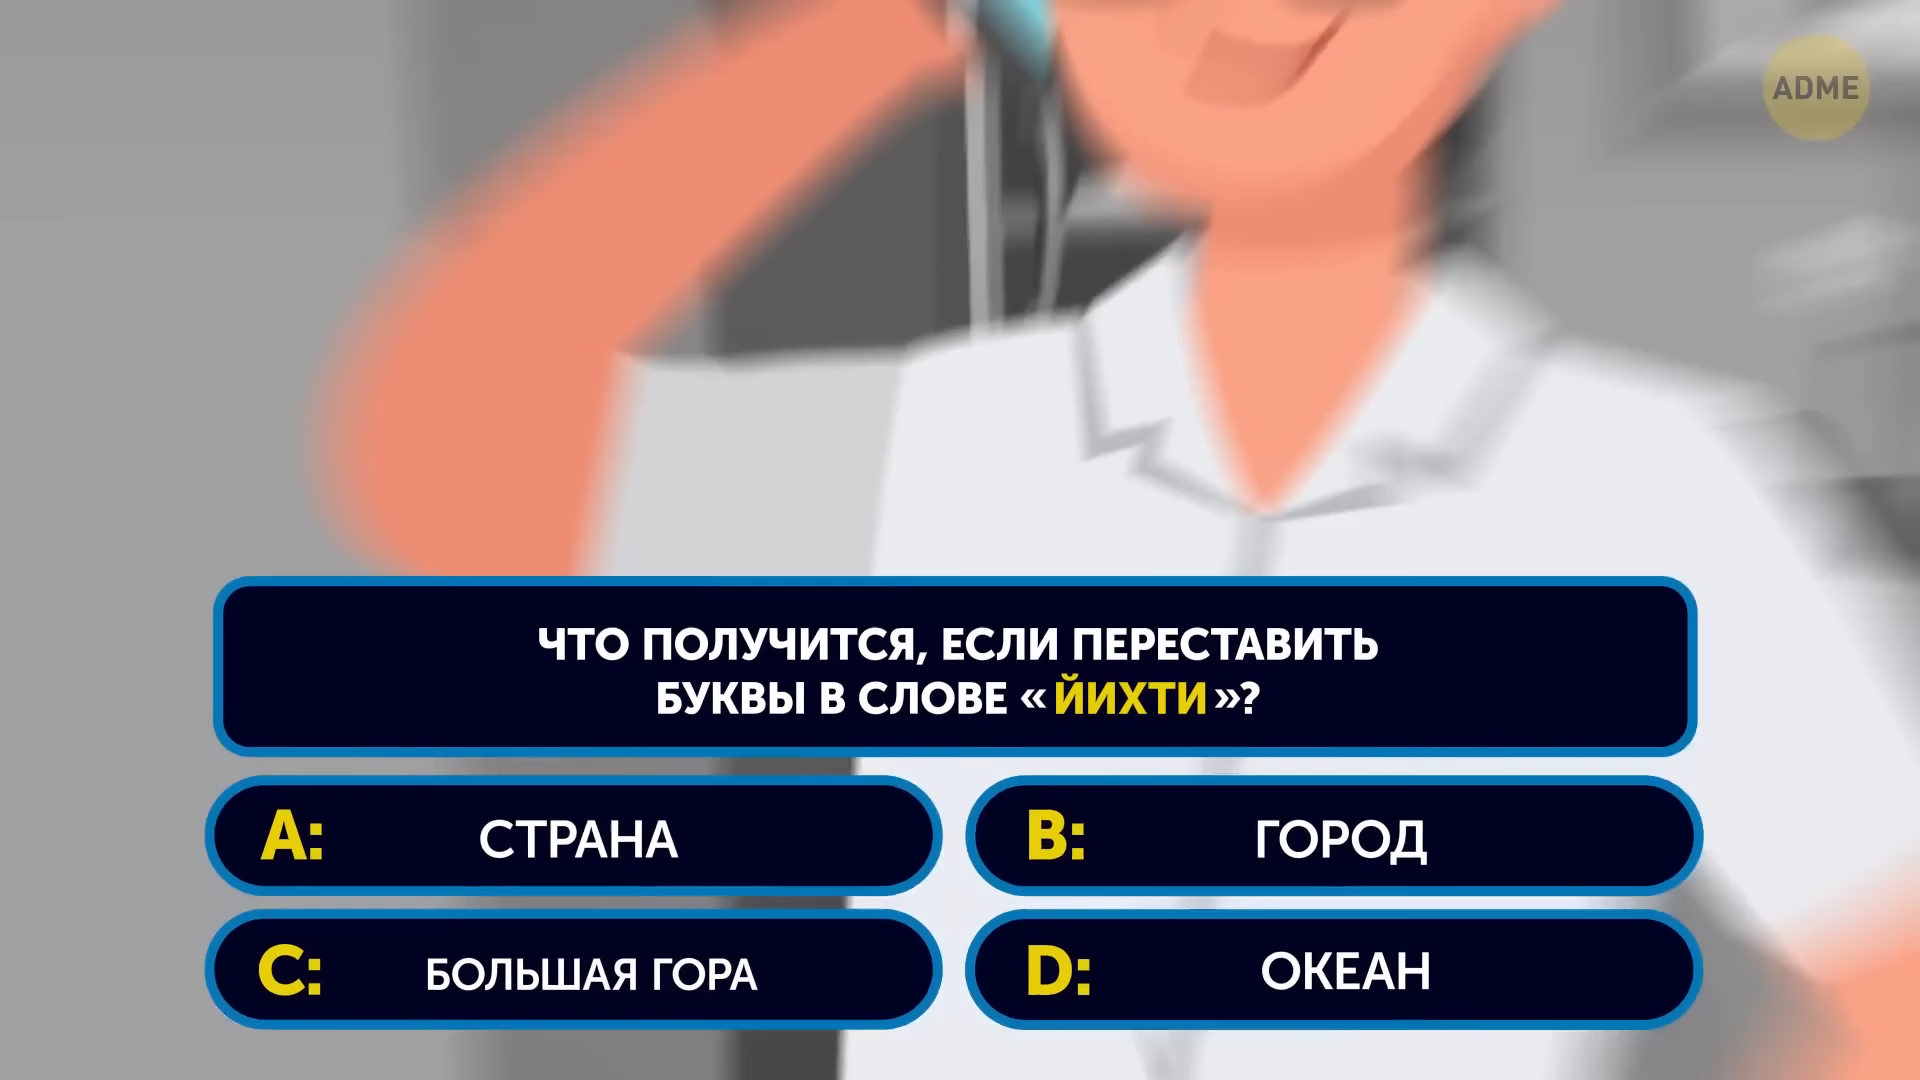 ADME
ЧТО ПОЛУЧИТСЯ, ЕСЛИ ПЕРЕСТАВИТЬ
БУКВЫ В СЛОВЕ «ЙИХТИ»?
A: СТРАНА
B: ГОРОД
C: БОЛЬШАЯ ГОРА
D: ОКЕАН